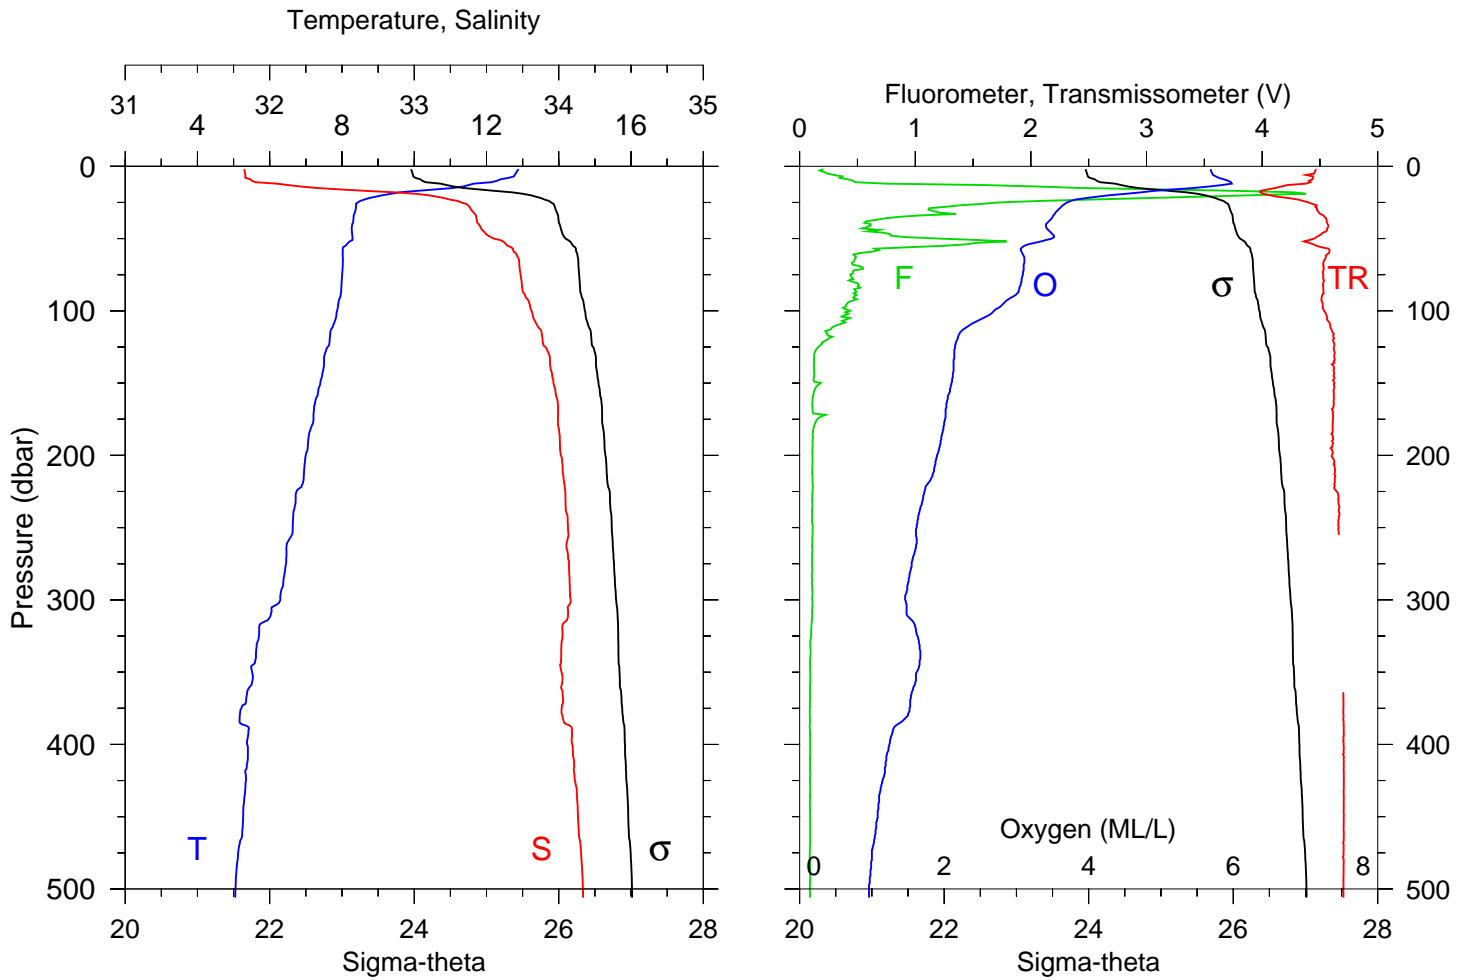 Temperature, Salinity
31 32 33 34 35
4 8 12 16
Fluorometer, Transmissometer (V)
0 1 2 3 4 5
Pressure (dbar)
0
100
200
300
400
500
T
S
σ
20 22 24 26 28
Sigma-theta
F
O
σ
TR
Oxygen (ML/L)
0 2 4 6 8
0
100
200
300
400
500
20 22 24 26 28
Sigma-theta